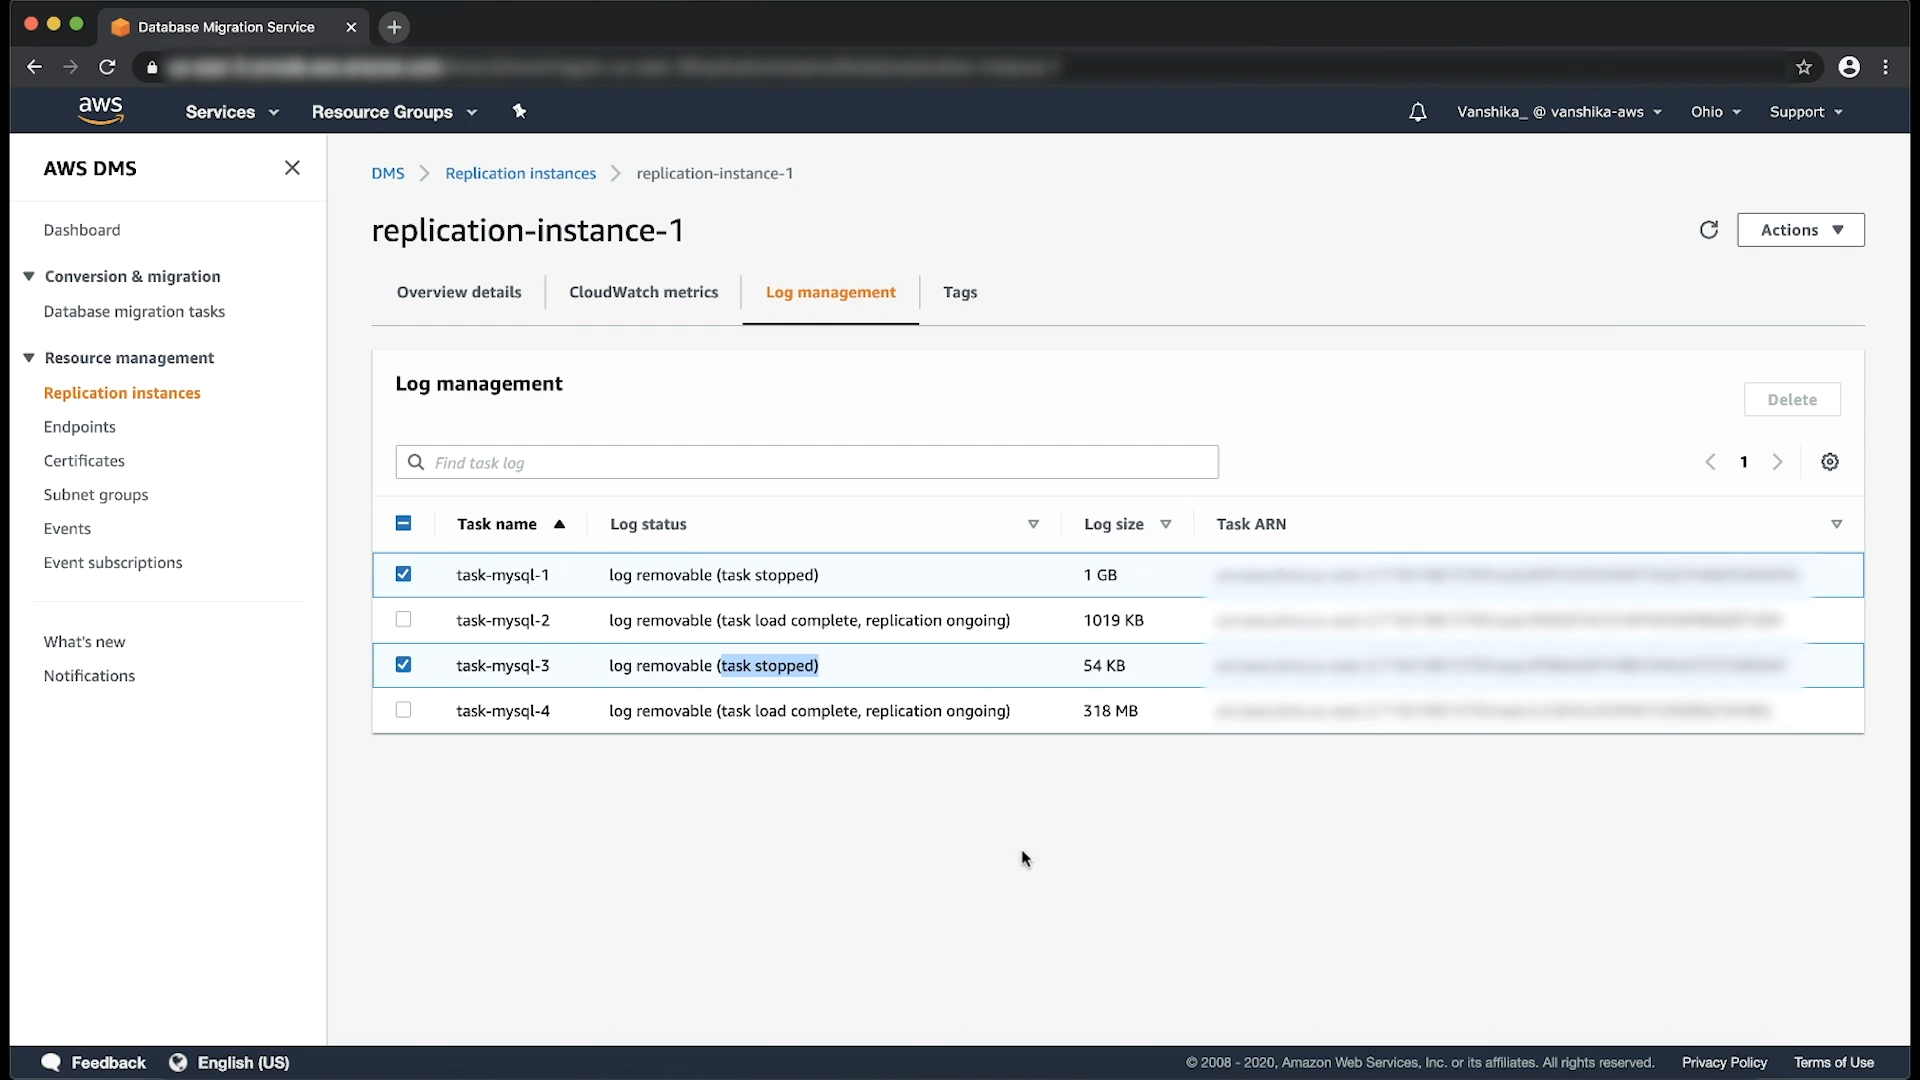 Database Migration Service
aws
Services
Resource Groups
Vanshika_ @ vanshika-aws
Ohio
Support
AWS DMS
Dashboard
Conversion & migration
Database migration tasks
Resource management
Replication instances
Endpoints
Certificates
Subnet groups
Events
Event subscriptions
What's new
Notifications
DMS
Replication instances
replication-instance-1
replication-instance-1
Actions
Overview details
CloudWatch metrics
Log management
Tags
Log management
Delete
Find task log
1
Task name Log status Log size Task ARN
task-mysql-1 log removable (task stopped) 1 GB
task-mysql-2 log removable (task load complete, replication ongoing) 1019 KB
task-mysql-3 log removable (task stopped) 54 KB
task-mysql-4 log removable (task load complete, replication ongoing) 318 MB
Feedback
English (US)
© 2008 - 2020, Amazon Web Services, Inc. or its affiliates. All rights reserved.
Privacy Policy
Terms of Use